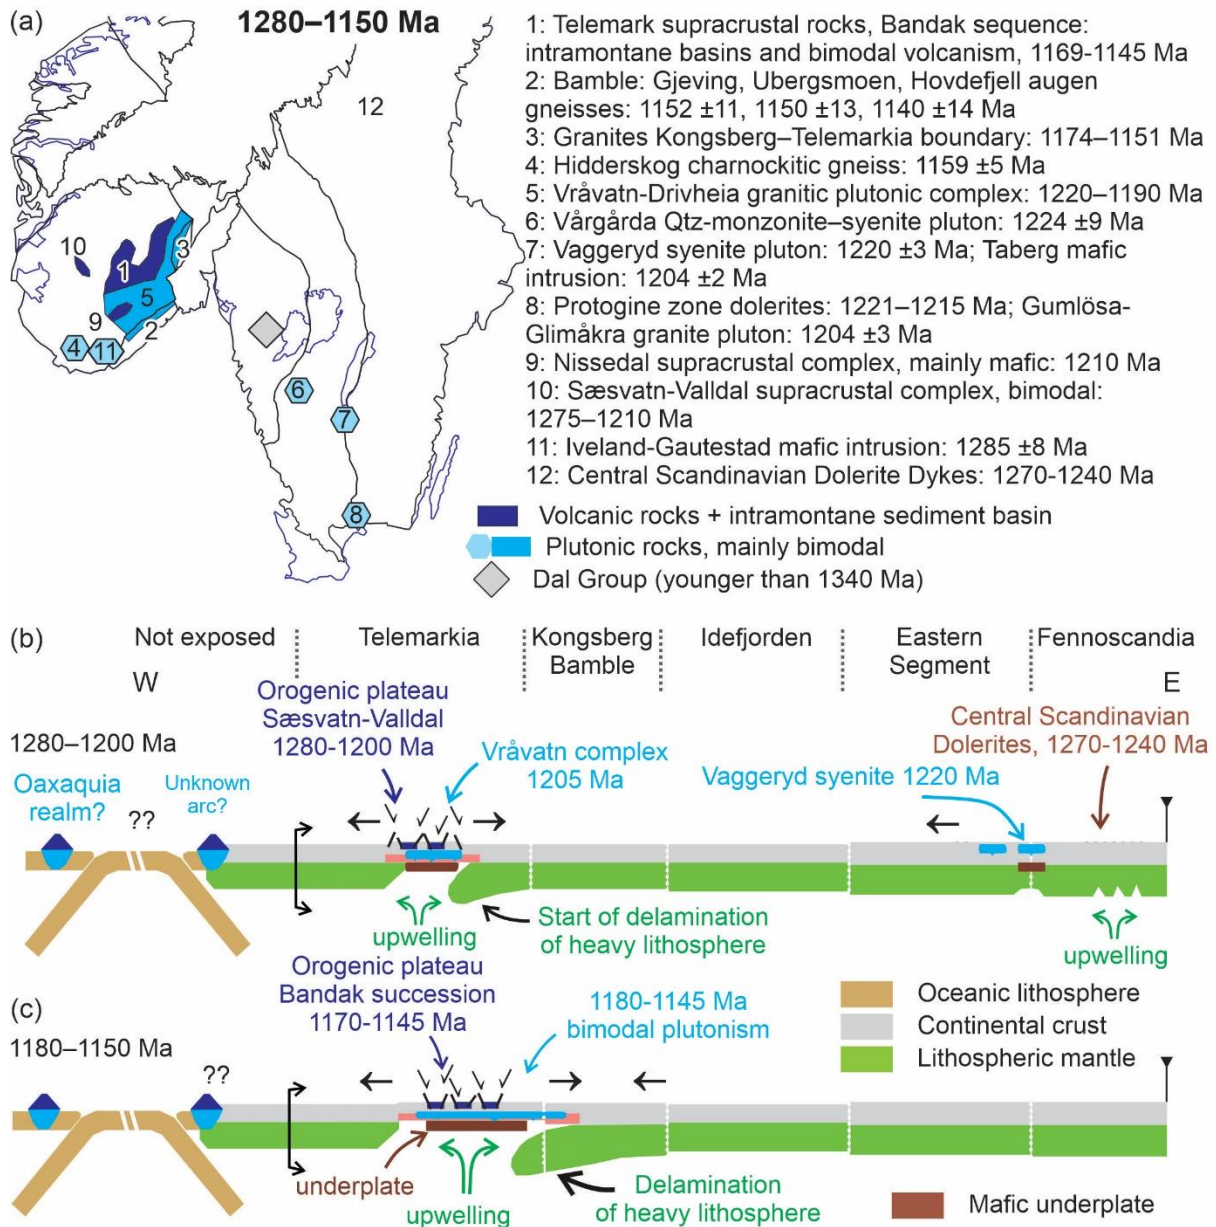 (a)
1280–1150 Ma
12
10
1
3
5
9
2
4
11
6
7
8
1: Telemark supracrustal rocks, Bandak sequence:
intramontane basins and bimodal volcanism, 1169-1145 Ma
2: Bamble: Gjeving, Ubergsmoen, Hovdefjell augen
gneisses: 1152 ±11, 1150 ±13, 1140 ±14 Ma
3: Granites Kongsberg–Telemarkia boundary: 1174–1151 Ma
4: Hidderskog charnockitic gneiss: 1159 ±5 Ma
5: Vråvatn-Drivheia granitic plutonic complex: 1220–1190 Ma
6: Vårgårda Qtz-monzonite–syenite pluton: 1224 ±9 Ma
7: Vaggeryd syenite pluton: 1220 ±3 Ma; Taberg mafic
intrusion: 1204 ±2 Ma
8: Protogine zone dolerites: 1221–1215 Ma; Gumlösa-
Glimåkra granite pluton: 1204 ±3 Ma
9: Nissedal supracrustal complex, mainly mafic: 1210 Ma
10: Sæsvatn-Valldal supracrustal complex, bimodal:
1275–1210 Ma
11: Iveland-Gautestad mafic intrusion: 1285 ±8 Ma
12: Central Scandinavian Dolerite Dykes: 1270-1240 Ma
Volcanic rocks + intramontane sediment basin
Plutonic rocks, mainly bimodal
Dal Group (younger than 1340 Ma)
(b)
Not exposed
Telemarkia
Kongsberg
Bamble
Idefjorden
Eastern
Segment
Fennoscandia
W
E
1280–1200 Ma
Oaxaquia
realm?
??
Unknown
arc?
Orogenic plateau
Sæsvatn-Valldal
1280-1200 Ma
Vråvatn complex
1205 Ma
Vaggeryd syenite 1220 Ma
Central Scandinavian
Dolerites, 1270-1240 Ma
upwelling
Start of delamination
of heavy lithosphere
upwelling
(c)
1180–1150 Ma
??
Orogenic plateau
Bandak succession
1170-1145 Ma
1180-1145 Ma
bimodal plutonism
Oceanic lithosphere
Continental crust
Lithospheric mantle
underplate
upwelling
Delamination
of heavy lithosphere
Mafic underplate